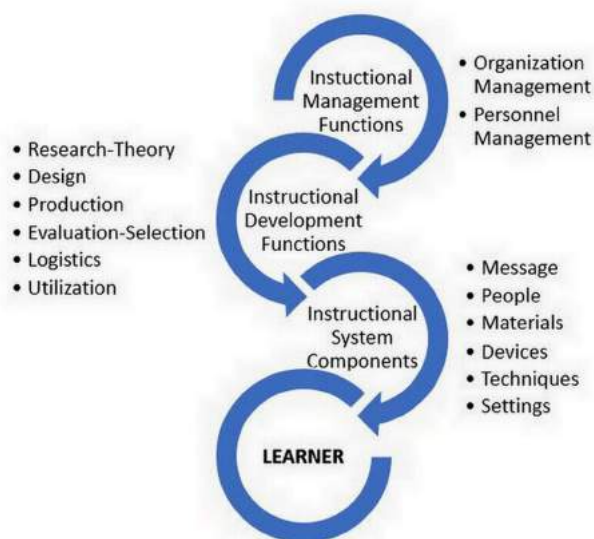 Instuctional
Management
Functions
• Organization
Management
• Personnel
Management
• Research-Theory
• Design
• Production
• Evaluation-Selection
• Logistics
• Utilization
Instructional
Development
Functions
Instructional
System
Components
• Message
• People
• Materials
• Devices
• Techniques
• Settings
LEARNER